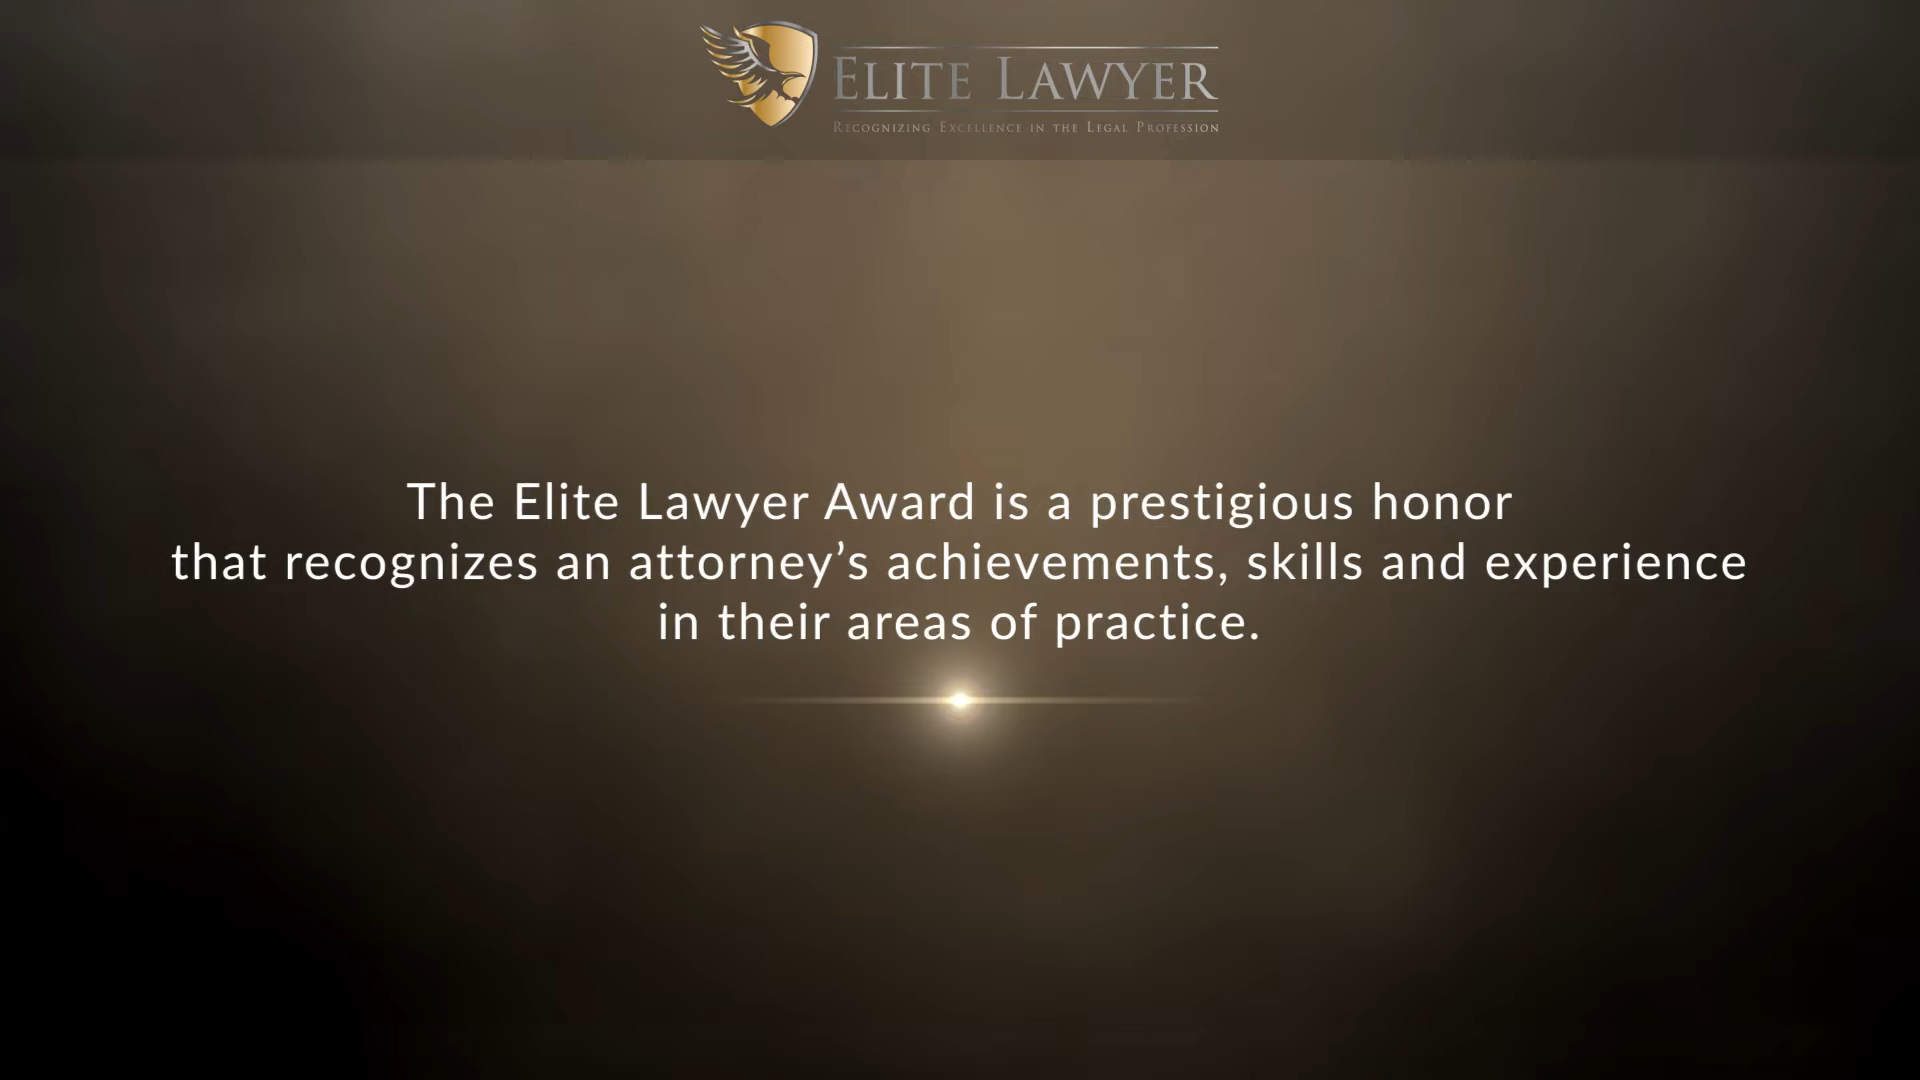 ELITE LAWYER
RECOGNIZING EXCELLENCE IN THE LEGAL PROFESSION
The Elite Lawyer Award is a prestigious honor
that recognizes an attorney’s achievements, skills and experience
in their areas of practice.